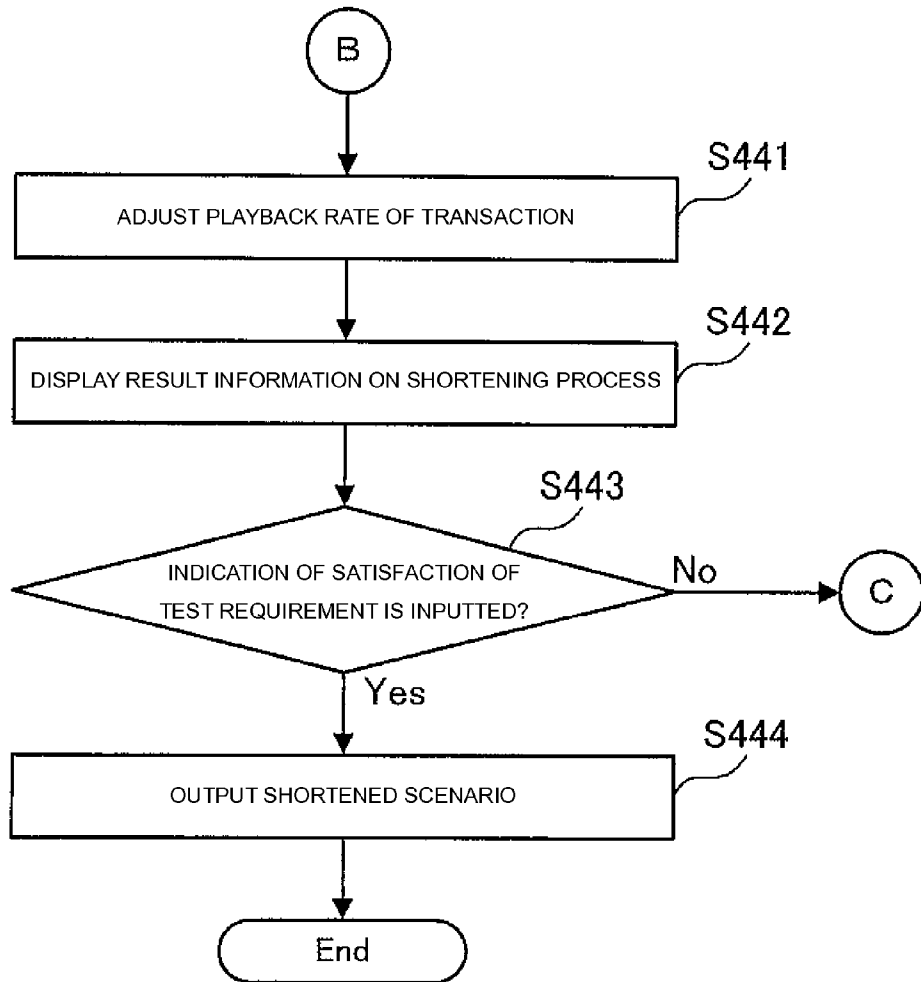 B
S441
ADJUST PLAYBACK RATE OF TRANSACTION
S442
DISPLAY RESULT INFORMATION ON SHORTENING PROCESS
S443
INDICATION OF SATISFACTION OF
TEST REQUIREMENT IS INPUTTED?
No
C
Yes
S444
OUTPUT SHORTENED SCENARIO
End